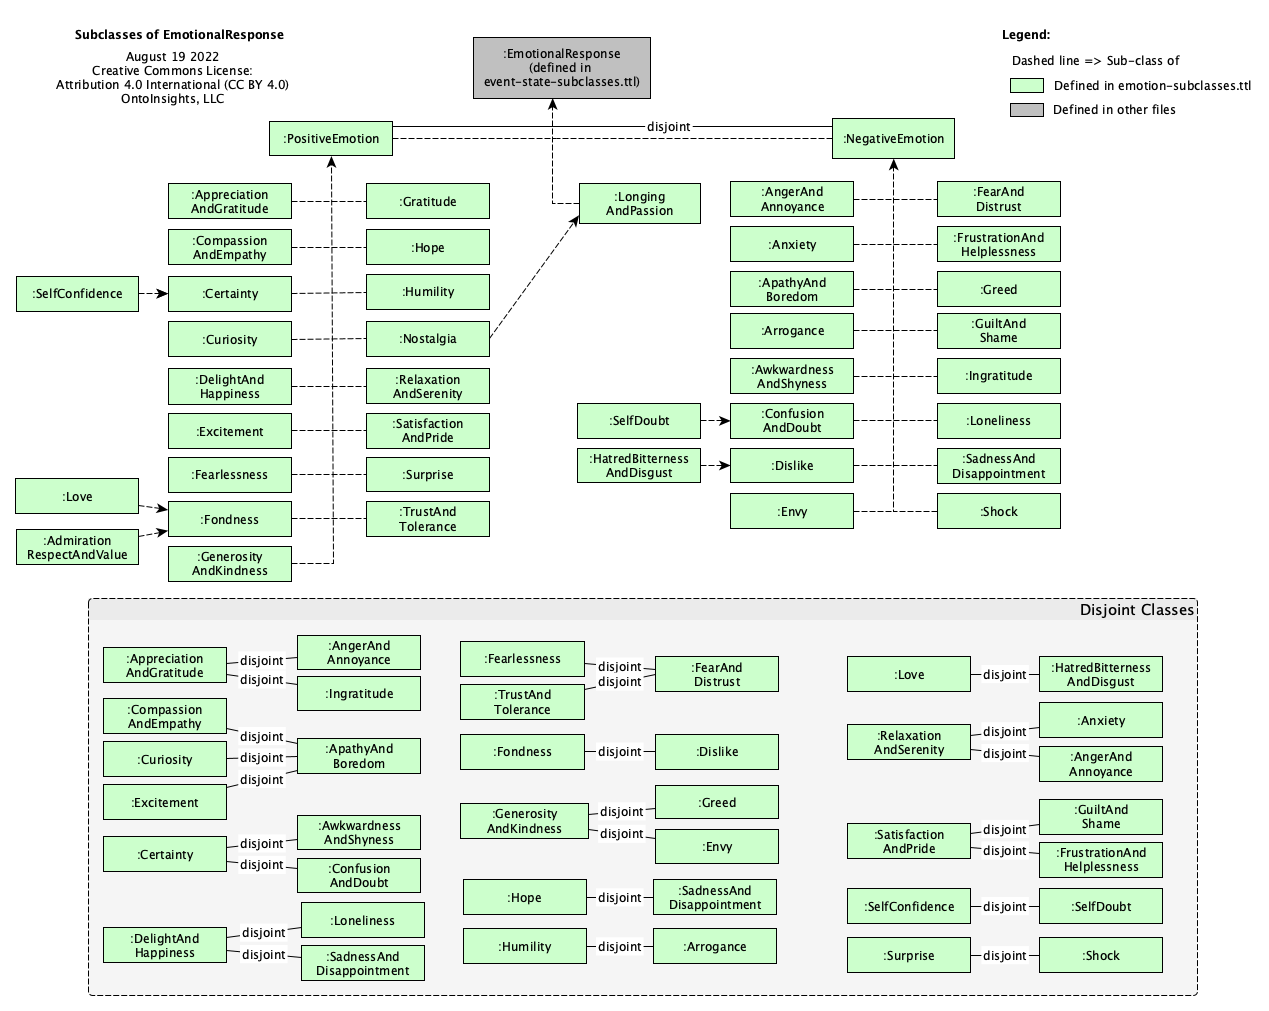 Subclasses of EmotionalResponse
August 19 2022
Creative Commons License:
Attribution 4.0 International (CC BY 4.0)
OntoInsights, LLC
:EmotionalResponse
(defined in
event-state-subclasses.ttl)
Legend:
Dashed line => Sub-class of
Defined in emotion-subclasses.ttl
Defined in other files
:PositiveEmotion
disjoint
:NegativeEmotion
:Appreciation
AndGratitude
:Gratitude
:Compassion
AndEmpathy
:Hope
:SelfConfidence
:Certainty
:Humility
:Curiosity
:Nostalgia
:DelightAnd
Happiness
:Relaxation
AndSerenity
:Excitement
:Satisfaction
AndPride
:Fearlessness
:Surprise
:Love
:Fondness
:TrustAnd
Tolerance
:Admiration
RespectAndValue
:Generosity
AndKindness
:Longing
AndPassion
:AngerAnd
Annoyance
:FearAnd
Distrust
:Anxiety
:FrustrationAnd
Helplessness
:ApathyAnd
Boredom
:Greed
:Arrogance
:GuiltAnd
Shame
:Awkwardness
AndShyness
:Ingratitude
:SelfDoubt
:Confusion
AndDoubt
:Loneliness
:HatredBitterness
AndDisgust
:Dislike
:SadnessAnd
Disappointment
:Envy
:Shock
Disjoint Classes
:Appreciation
AndGratitude
disjoint
:AngerAnd
Annoyance
disjoint
:Ingratitude
:Compassion
AndEmpathy
disjoint
:Curiosity
disjoint
:ApathyAnd
Boredom
:Excitement
disjoint
:Certainty
disjoint
:Awkwardness
AndShyness
disjoint
:Confusion
AndDoubt
:DelightAnd
Happiness
disjoint
:Loneliness
disjoint
:SadnessAnd
Disappointment
:Fearlessness
disjoint
:FearAnd
Distrust
:TrustAnd
Tolerance
disjoint
:Fondness
disjoint
:Dislike
:Generosity
AndKindness
disjoint
:Greed
disjoint
:Envy
:Hope
disjoint
:SadnessAnd
Disappointment
:Humility
disjoint
:Arrogance
:Love
disjoint
:HatredBitterness
AndDisgust
:Relaxation
AndSerenity
disjoint
:Anxiety
disjoint
:AngerAnd
Annoyance
:Satisfaction
AndPride
disjoint
:GuiltAnd
Shame
disjoint
:FrustrationAnd
Helplessness
:SelfConfidence
disjoint
:SelfDoubt
:Surprise
disjoint
:Shock